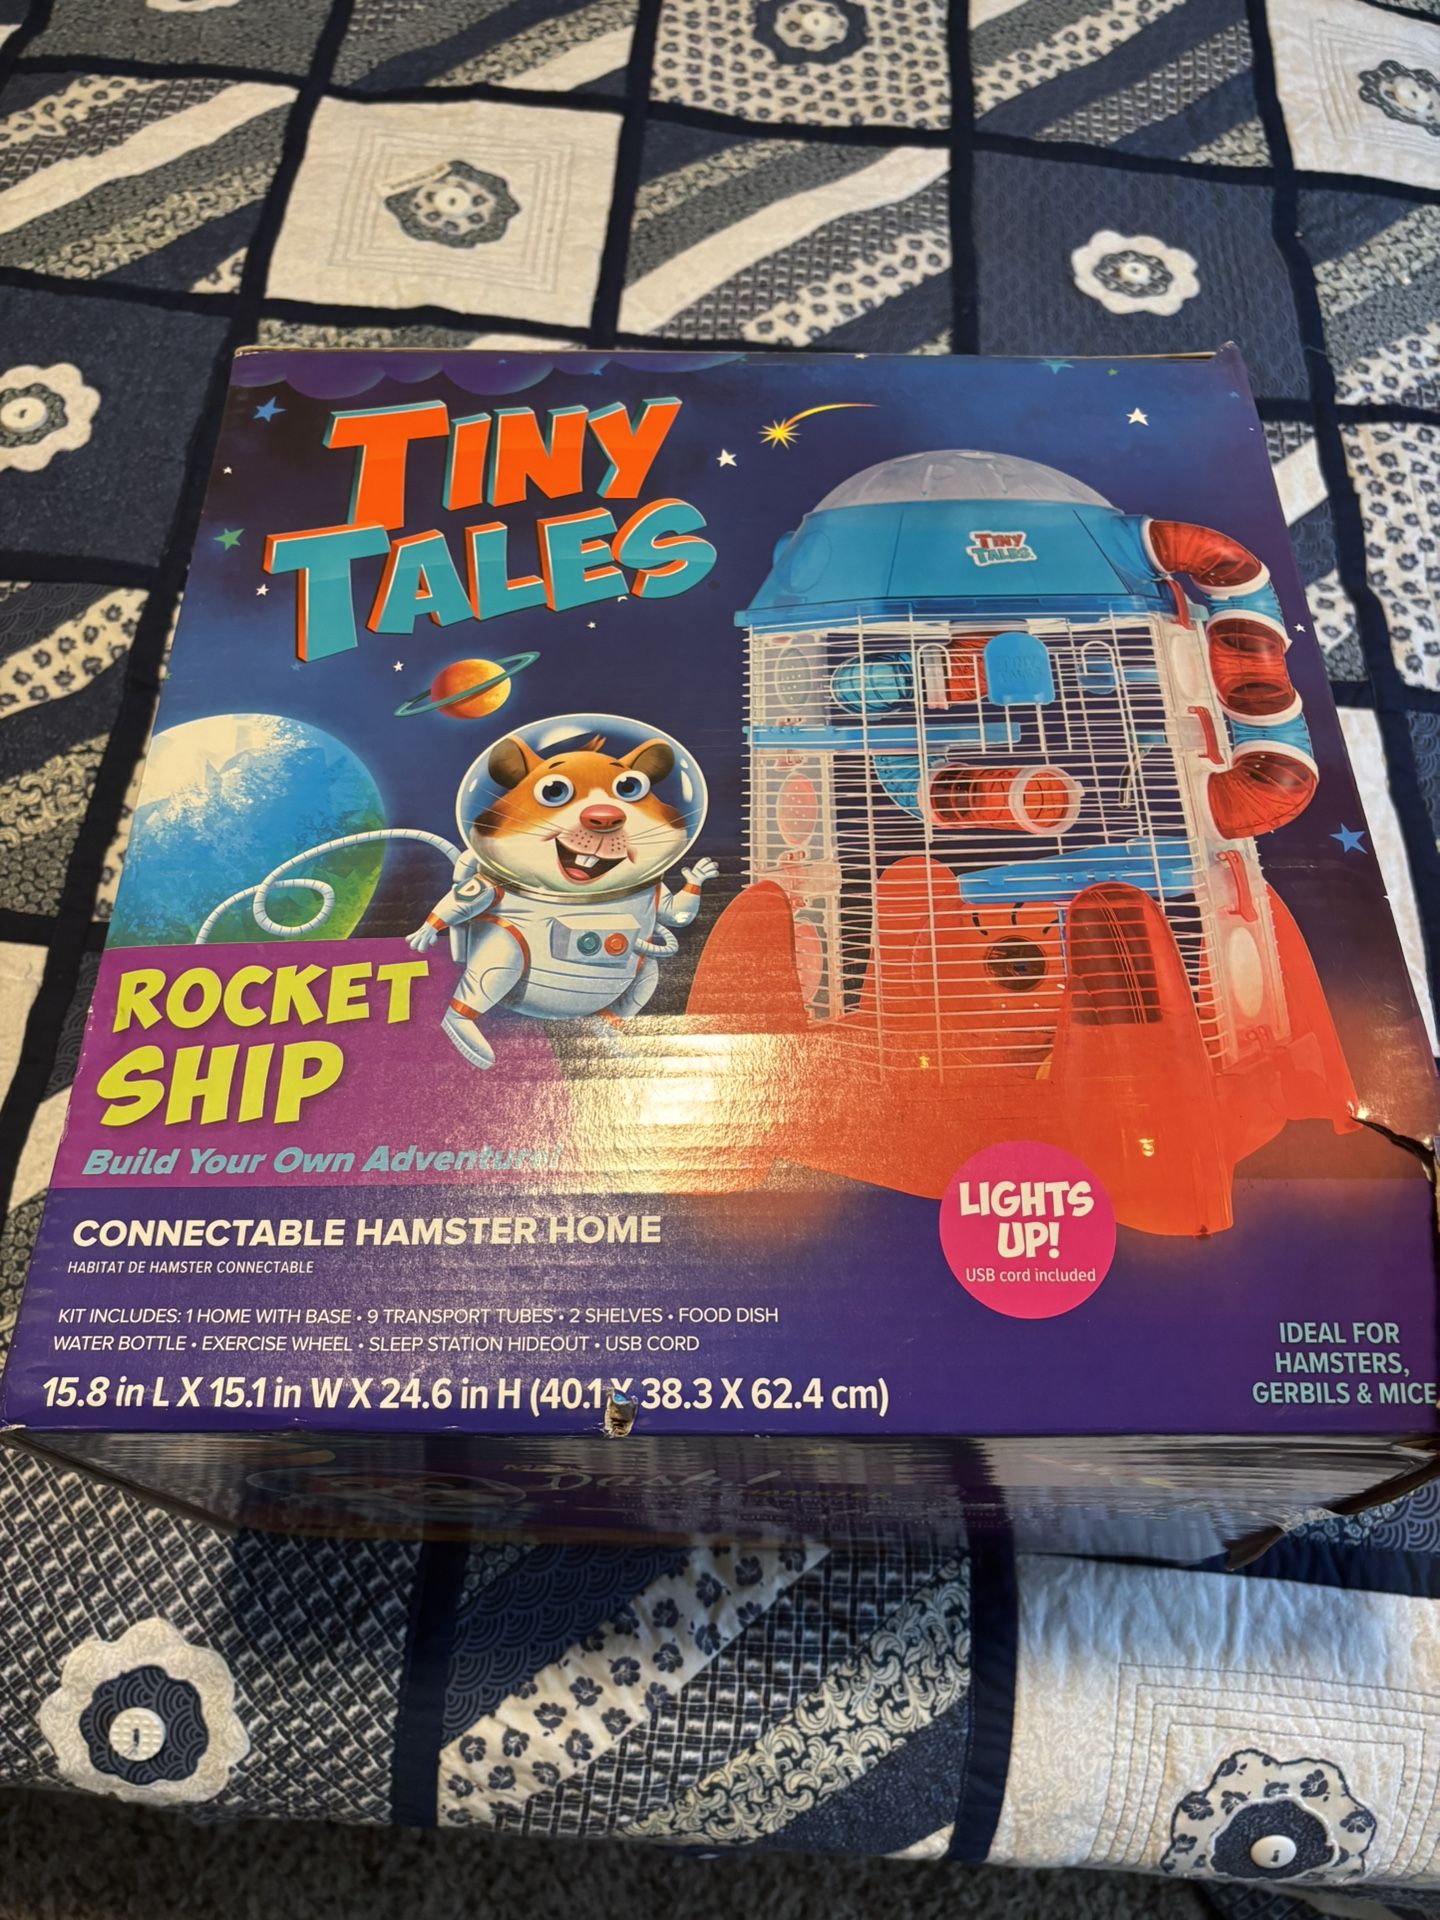 TINY
TALES
TINY
TALES
D
ROCKET
SHIP
Build Your Own Adventure!
CONNECTABLE HAMSTER HOME
HABITAT DE HAMSTER CONNECTABLE
KIT INCLUDES: 1 HOME WITH BASE • 9 TRANSPORT TUBES • 2 SHELVES • FOOD DISH
WATER BOTTLE • EXERCISE WHEEL • SLEEP STATION HIDEOUT • USB CORD
15.8 in L X 15.1 in W X 24.6 in H (40.1 X 38.3 X 62.4 cm)
LIGHTS
UP!
USB cord included
IDEAL FOR
HAMSTERS,
GERBILS & MICE